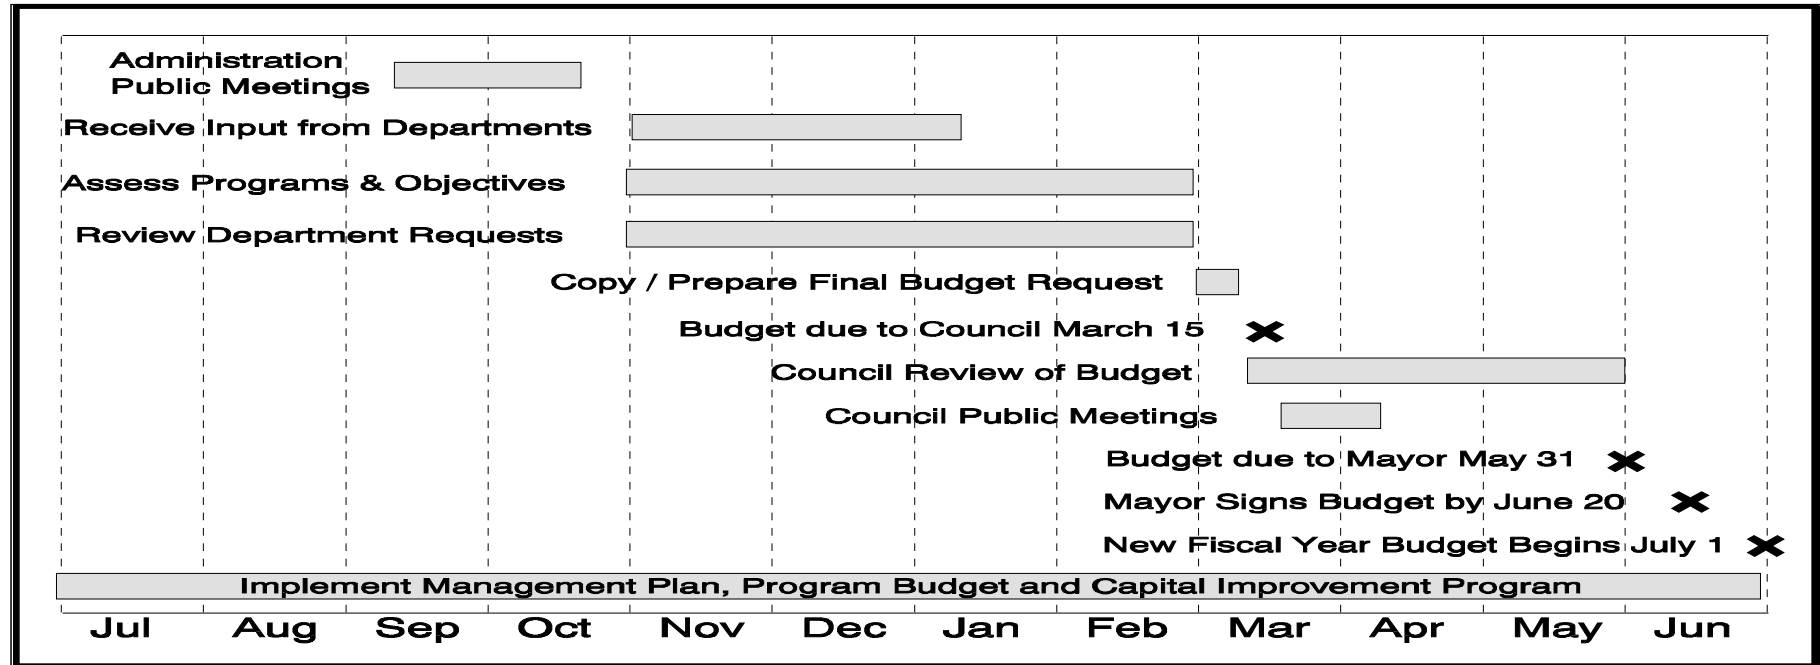 Administration
Public Meetings
Receive Input from Departments
Assess Programs & Objectives
Review Department Requests
Copy / Prepare Final Budget Request
Budget due to Council March 15
Council Review of Budget
Council Public Meetings
Budget due to Mayor May 31
Mayor Signs Budget by June 20
New Fiscal Year Budget Begins July 1
Implement Management Plan, Program Budget and Capital Improvement Program
Jul Aug Sep Oct Nov Dec Jan Feb Mar Apr May Jun